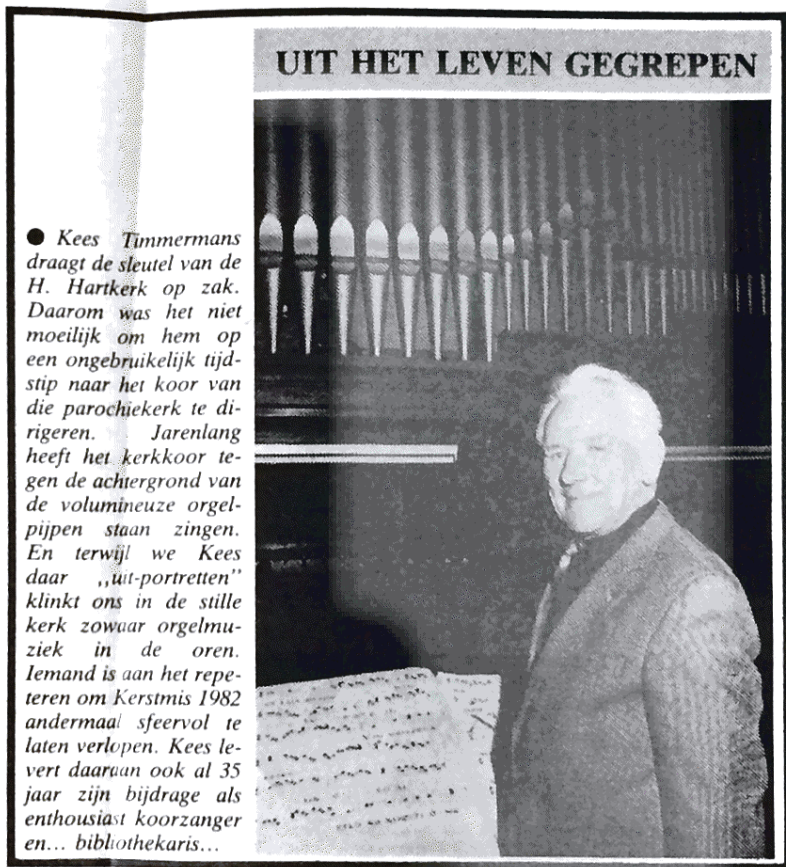 UIT HET LEVEN GEGREPEN
● Kees Timmermans
draagt de sleutel van de
H. Hartkerk op zak.
Daarom was het niet
moeilijk om hem op
een ongebruikelijk tijd-
stip naar het koor van
die parochiekerk te di-
rigeren. Jarenlang
heeft het kerkkoor te-
gen de achtergrond van
de volumineuze orgel-
pijpen staan zingen.
En terwijl we Kees
daar „uit-portretten”
klinkt ons in de stille
kerk zowaar orgelmu-
ziek in de oren.
Iemand is aan het repe-
teren om Kerstmis 1982
andermaal sfeervol te
laten verlopen. Kees le-
vert daaraan ook al 35
jaar zijn bijdrage als
enthousiast koorzanger
en... bibliothekaris...